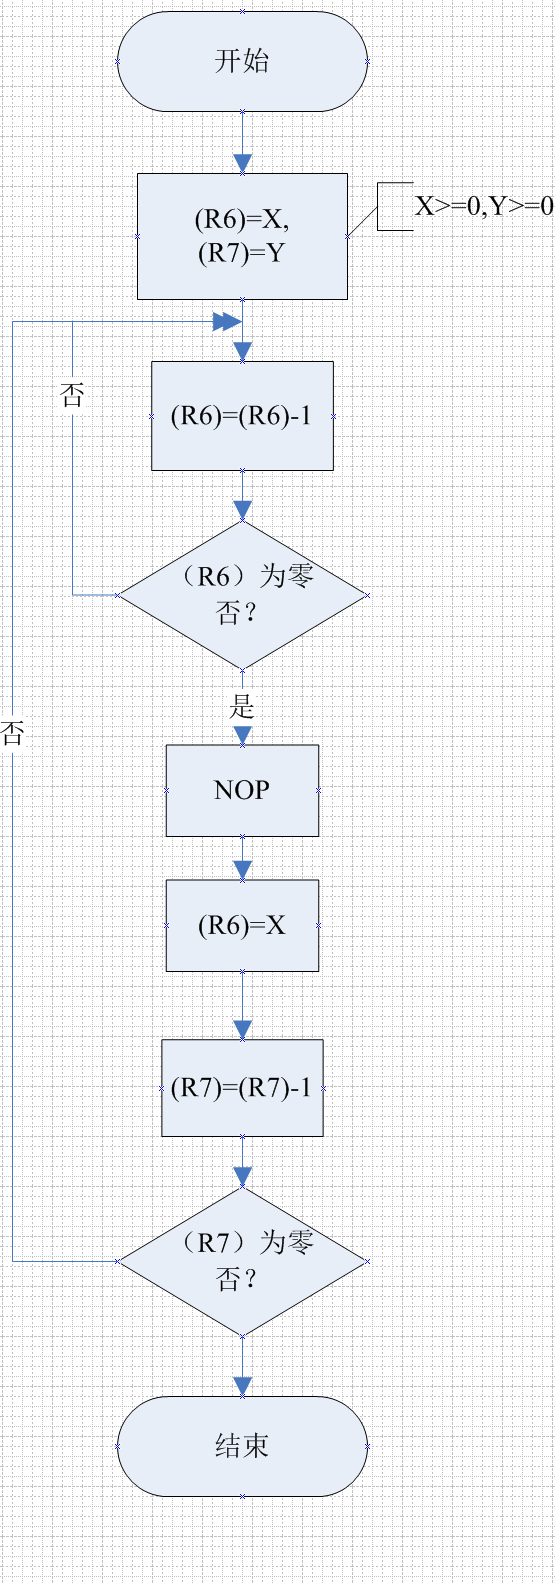 开始
(R6)=X,
(R7)=Y
X>=0,Y>=0
否
(R6)=(R6)-1
（R6）为零
否？
是
否
NOP
(R6)=X
(R7)=(R7)-1
（R7）为零
否？
结束